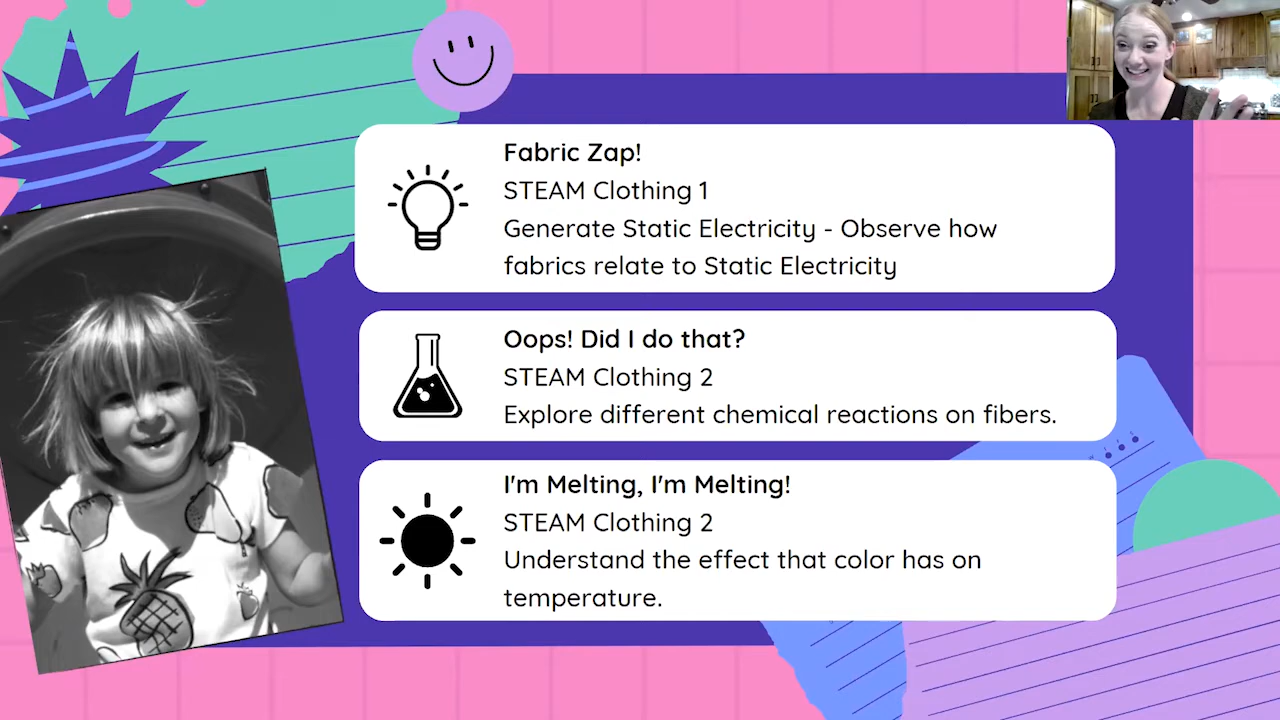 Fabric Zap!
STEAM Clothing 1
Generate Static Electricity - Observe how
fabrics relate to Static Electricity
Oops! Did I do that?
STEAM Clothing 2
Explore different chemical reactions on fibers.
I'm Melting, I'm Melting!
STEAM Clothing 2
Understand the effect that color has on
temperature.